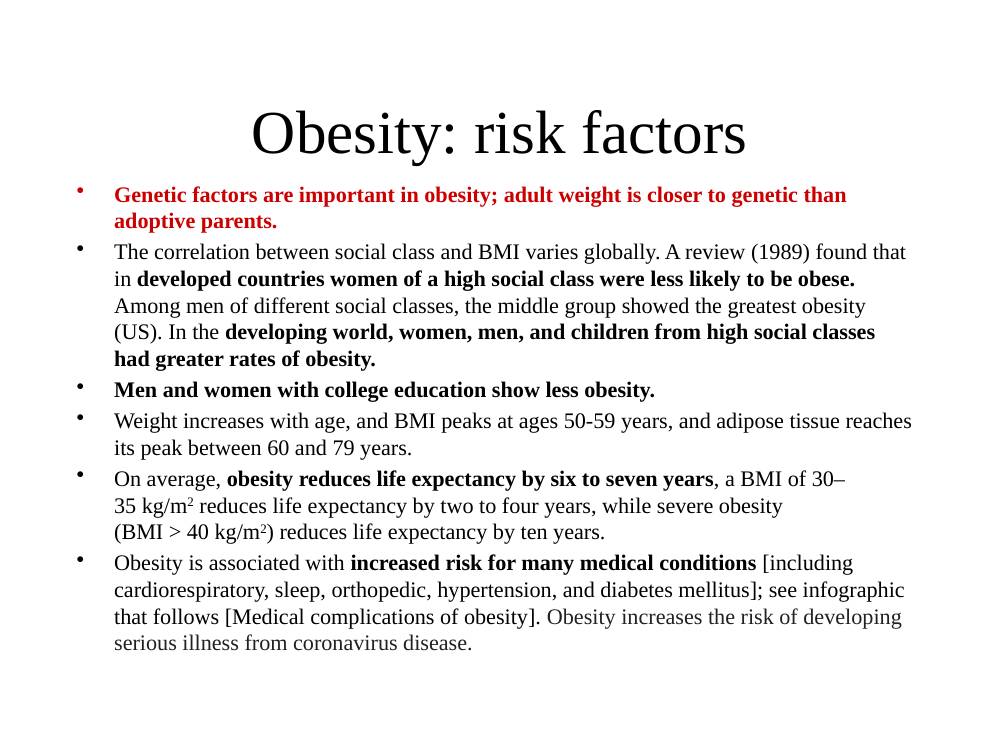 Obesity: risk factors
• Genetic factors are important in obesity; adult weight is closer to genetic than
adoptive parents.
• The correlation between social class and BMI varies globally. A review (1989) found that
in developed countries women of a high social class were less likely to be obese.
Among men of different social classes, the middle group showed the greatest obesity
(US). In the developing world, women, men, and children from high social classes
had greater rates of obesity.
• Men and women with college education show less obesity.
• Weight increases with age, and BMI peaks at ages 50-59 years, and adipose tissue reaches
its peak between 60 and 79 years.
• On average, obesity reduces life expectancy by six to seven years, a BMI of 30–
35 kg/m² reduces life expectancy by two to four years, while severe obesity
(BMI > 40 kg/m²) reduces life expectancy by ten years.
• Obesity is associated with increased risk for many medical conditions [including
cardiorespiratory, sleep, orthopedic, hypertension, and diabetes mellitus]; see infographic
that follows [Medical complications of obesity]. Obesity increases the risk of developing
serious illness from coronavirus disease.